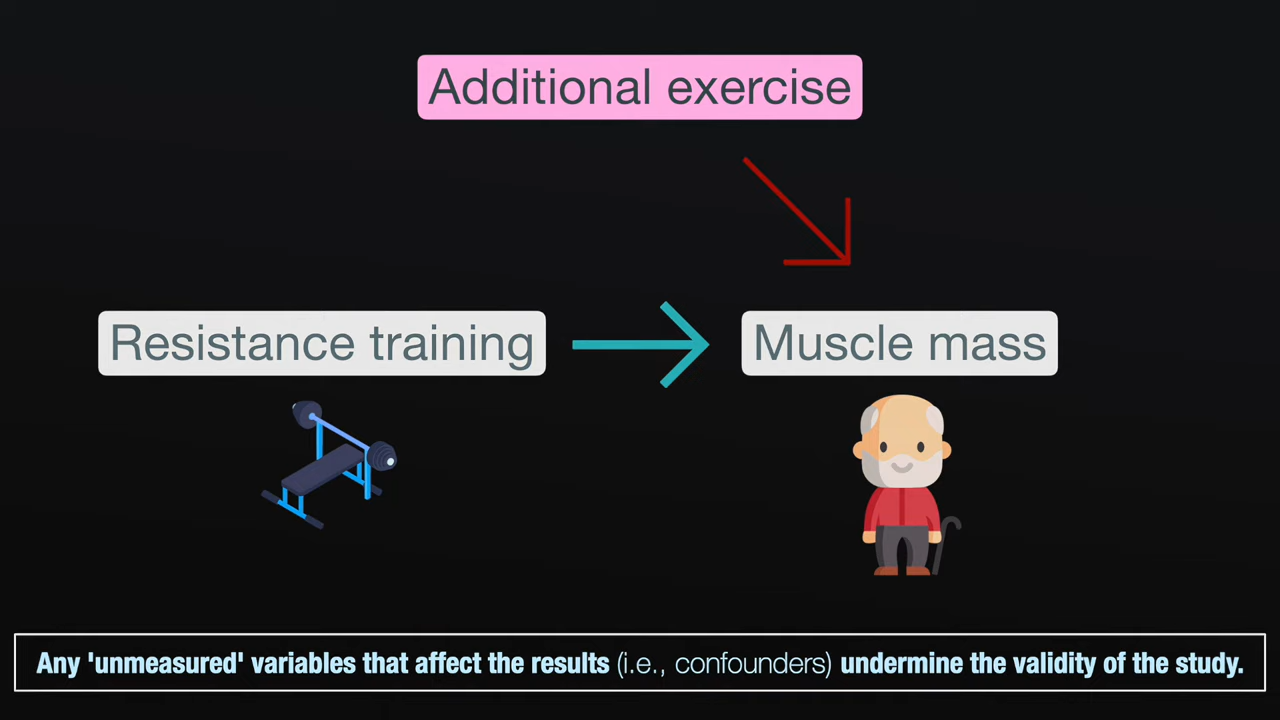 Additional exercise
Resistance training
Muscle mass
Any 'unmeasured' variables that affect the results (i.e., confounders) undermine the validity of the study.